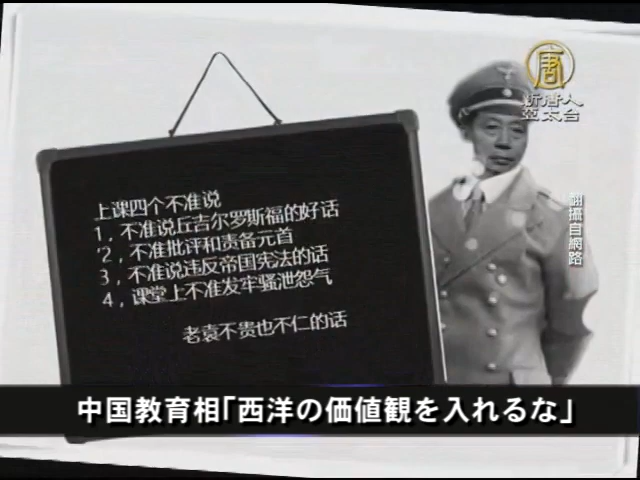 上课四个不准说
1，不准说丘吉尔罗斯福的好话
2，不准批评和责备元首
3，不准说违反帝国宪法的话
4，课堂上不准发牢骚泄怨气
老袁不贵也不仁的话
新唐人
亞太台
翻攝自網路
中国教育相「西洋の価値観を入れるな」